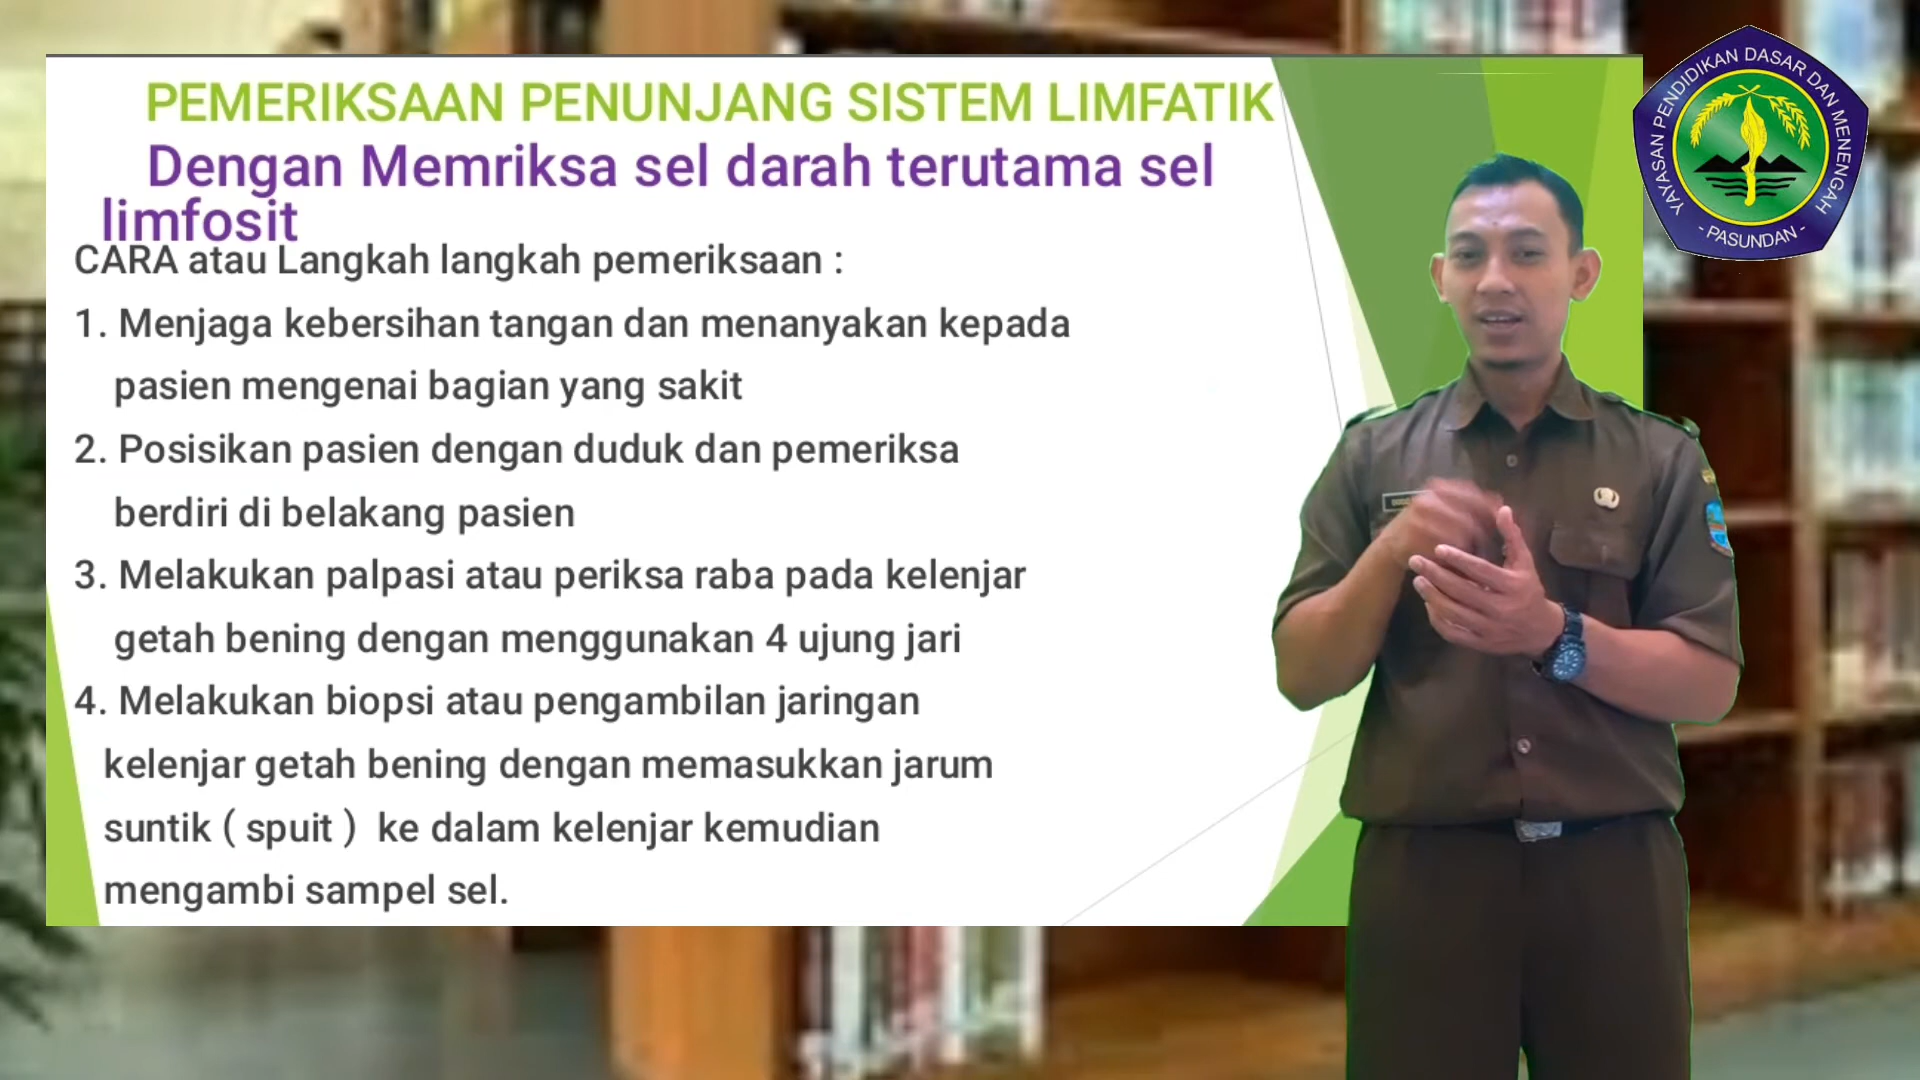 PEMERIKSAAN PENUNJANG SISTEM LIMFATIK
Dengan Memriksa sel darah terutama sel
limfosit
CARA atau Langkah langkah pemeriksaan :
1. Menjaga kebersihan tangan dan menanyakan kepada
pasien mengenai bagian yang sakit
2. Posisikan pasien dengan duduk dan pemeriksa
berdiri di belakang pasien
3. Melakukan palpasi atau periksa raba pada kelenjar
getah bening dengan menggunakan 4 ujung jari
4. Melakukan biopsi atau pengambilan jaringan
kelenjar getah bening dengan memasukkan jarum
suntik ( spuit ) ke dalam kelenjar kemudian
mengambi sampel sel.
YAYASAN PENDIDIKAN DASAR DAN MENENGAH
- PASUNDAN -